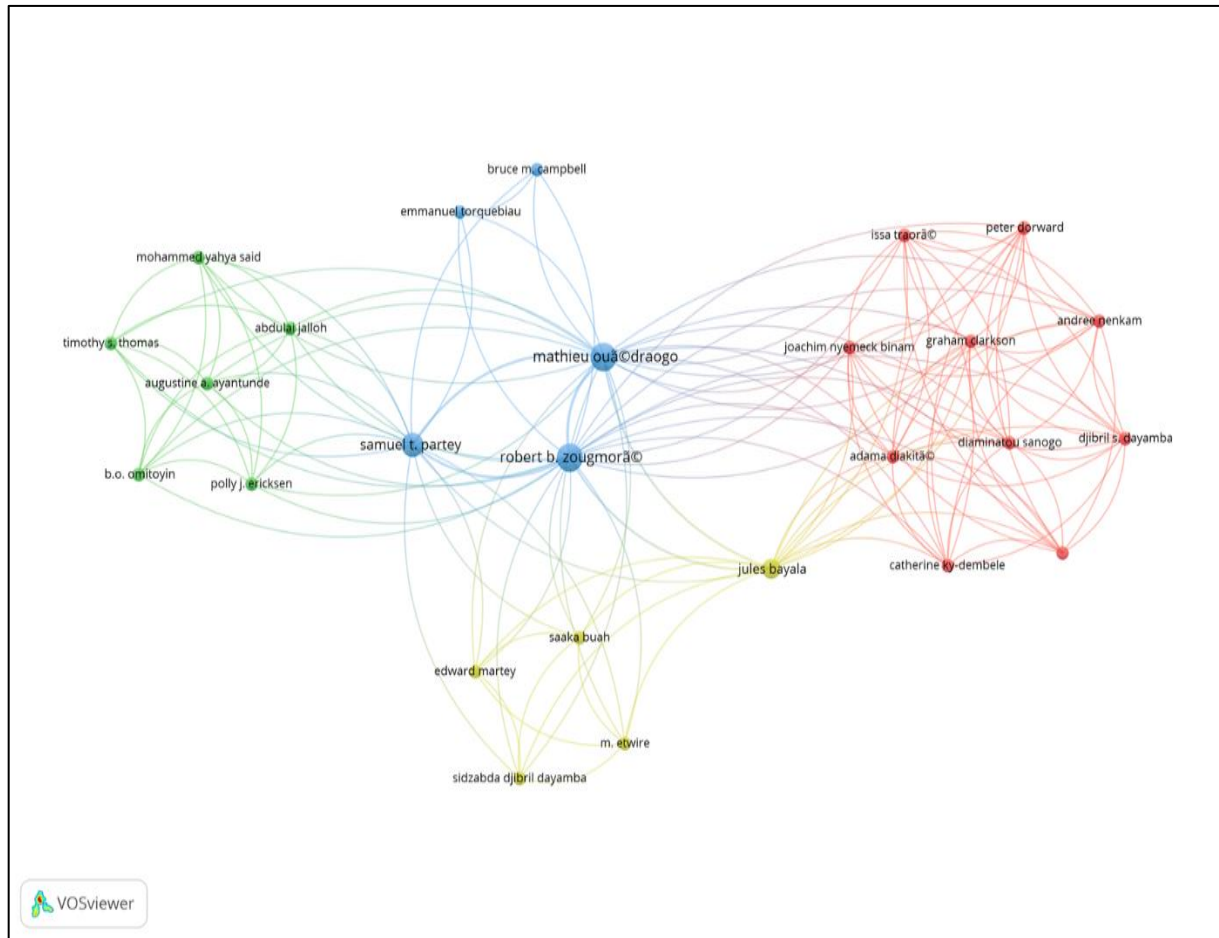 bruce m. campbell
emmanuel torquebiau
issa traorã©
peter dorward
mohammed yahya said
abdulai jalloh
timothy s. thomas
andree nenkam
graham clarkson
joachim nyemeck binam
mathieu ouã©draogo
augustine a. ayantunde
samuel t. partey
robert b. zougmorã©
diaminatou sanogo
djibril s. dayamba
adama diakitã©
b.o. omitoyin
polly j. ericksen
catherine ky-dembele
jules bayala
saaka buah
edward martey
m. etwire
sidzabda djibril dayamba
VOSviewer